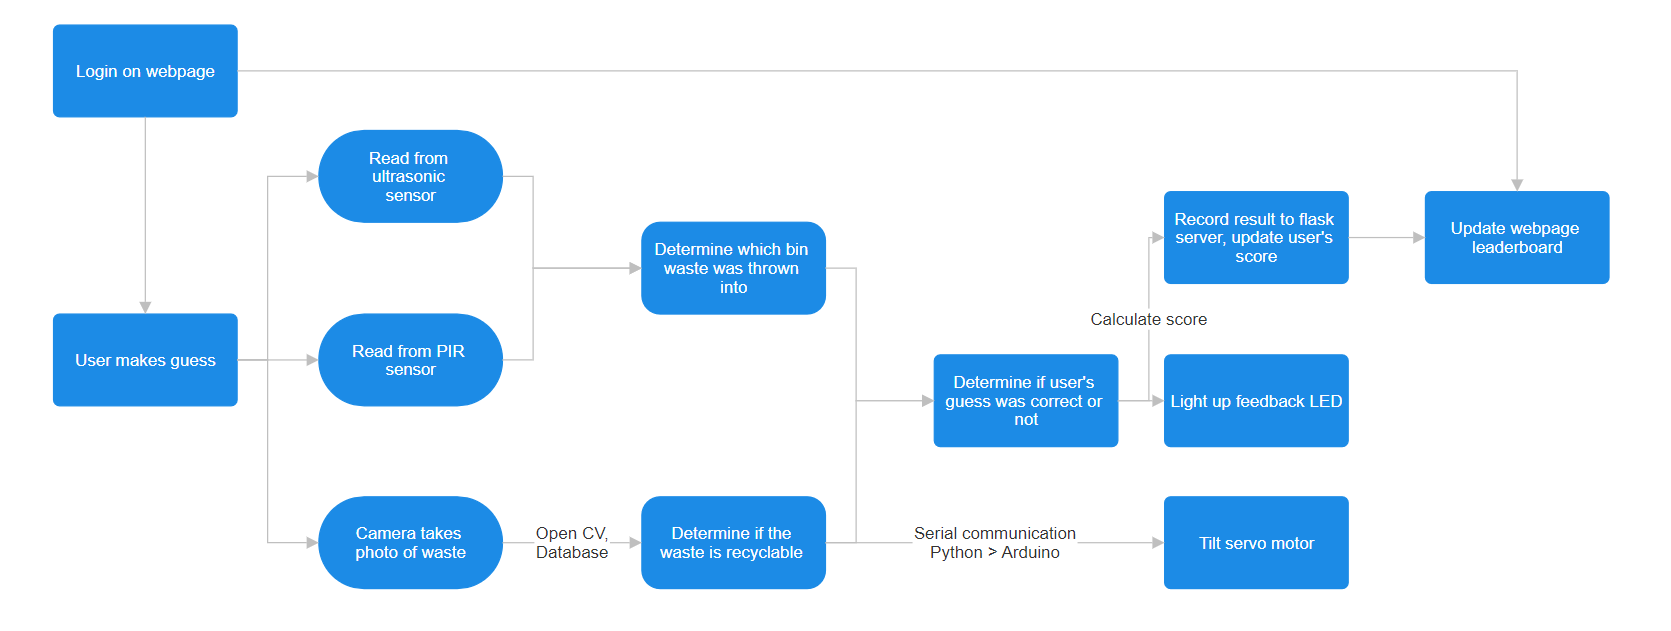 Login on webpage
Read from
ultrasonic
sensor
Determine which bin
waste was thrown
into
Record result to flask
server, update user's
score
Update webpage
leaderboard
Calculate score
User makes guess
Read from PIR
sensor
Determine if user's
guess was correct or
not
Light up feedback LED
Camera takes
photo of waste
Open CV,
Database
Determine if the
waste is recyclable
Serial communication
Python > Arduino
Tilt servo motor